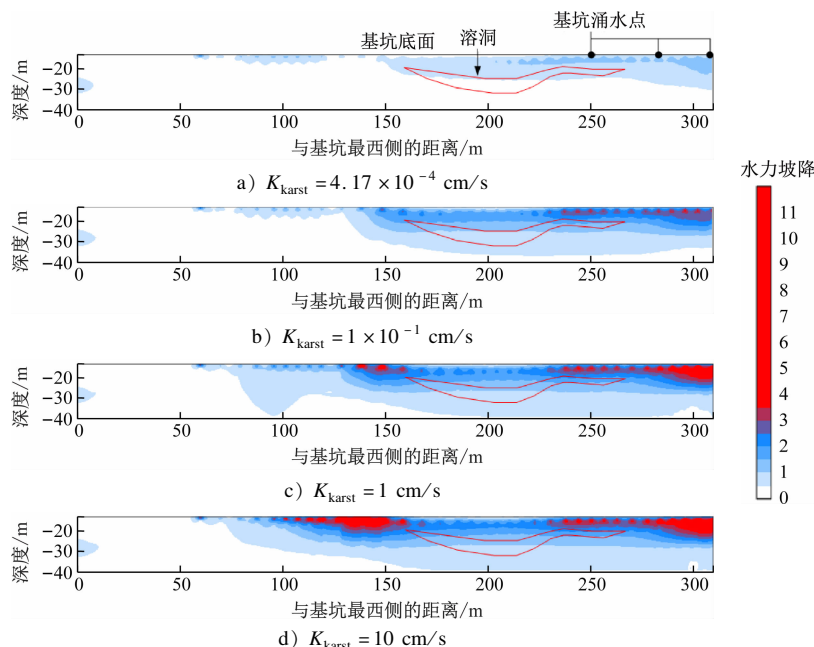 基坑涌水点
基坑底面 溶洞
深度/m
-20
-30
-40
0 50 100 150 200 250 300
与基坑最西侧的距离/m
a) K_karst = 4.17×10⁻⁴ cm/s
深度/m
-20
-30
-40
0 50 100 150 200 250 300
与基坑最西侧的距离/m
b) K_karst = 1×10⁻¹ cm/s
深度/m
-20
-30
-40
0 50 100 150 200 250 300
与基坑最西侧的距离/m
c) K_karst = 1 cm/s
深度/m
-20
-30
-40
0 50 100 150 200 250 300
与基坑最西侧的距离/m
d) K_karst = 10 cm/s
水力坡降
11
10
9
8
7
6
5
4
3
2
1
0